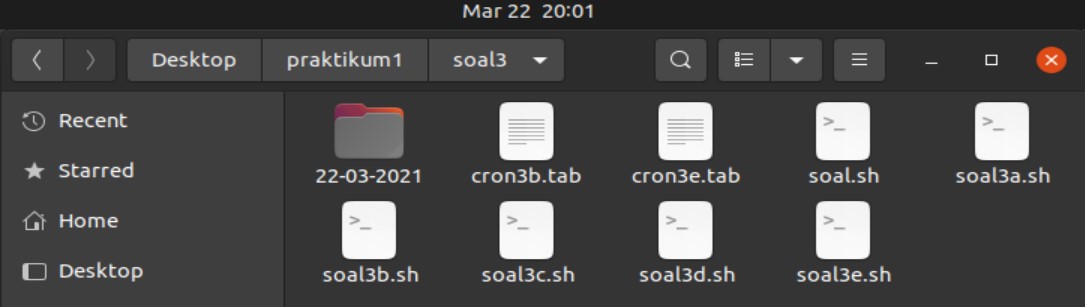 Mar 22 20:01
Desktop praktikum1 soal3
Recent
Starred
Home
Desktop
22-03-2021 cron3b.tab cron3e.tab soal.sh soal3a.sh
soal3b.sh soal3c.sh soal3d.sh soal3e.sh